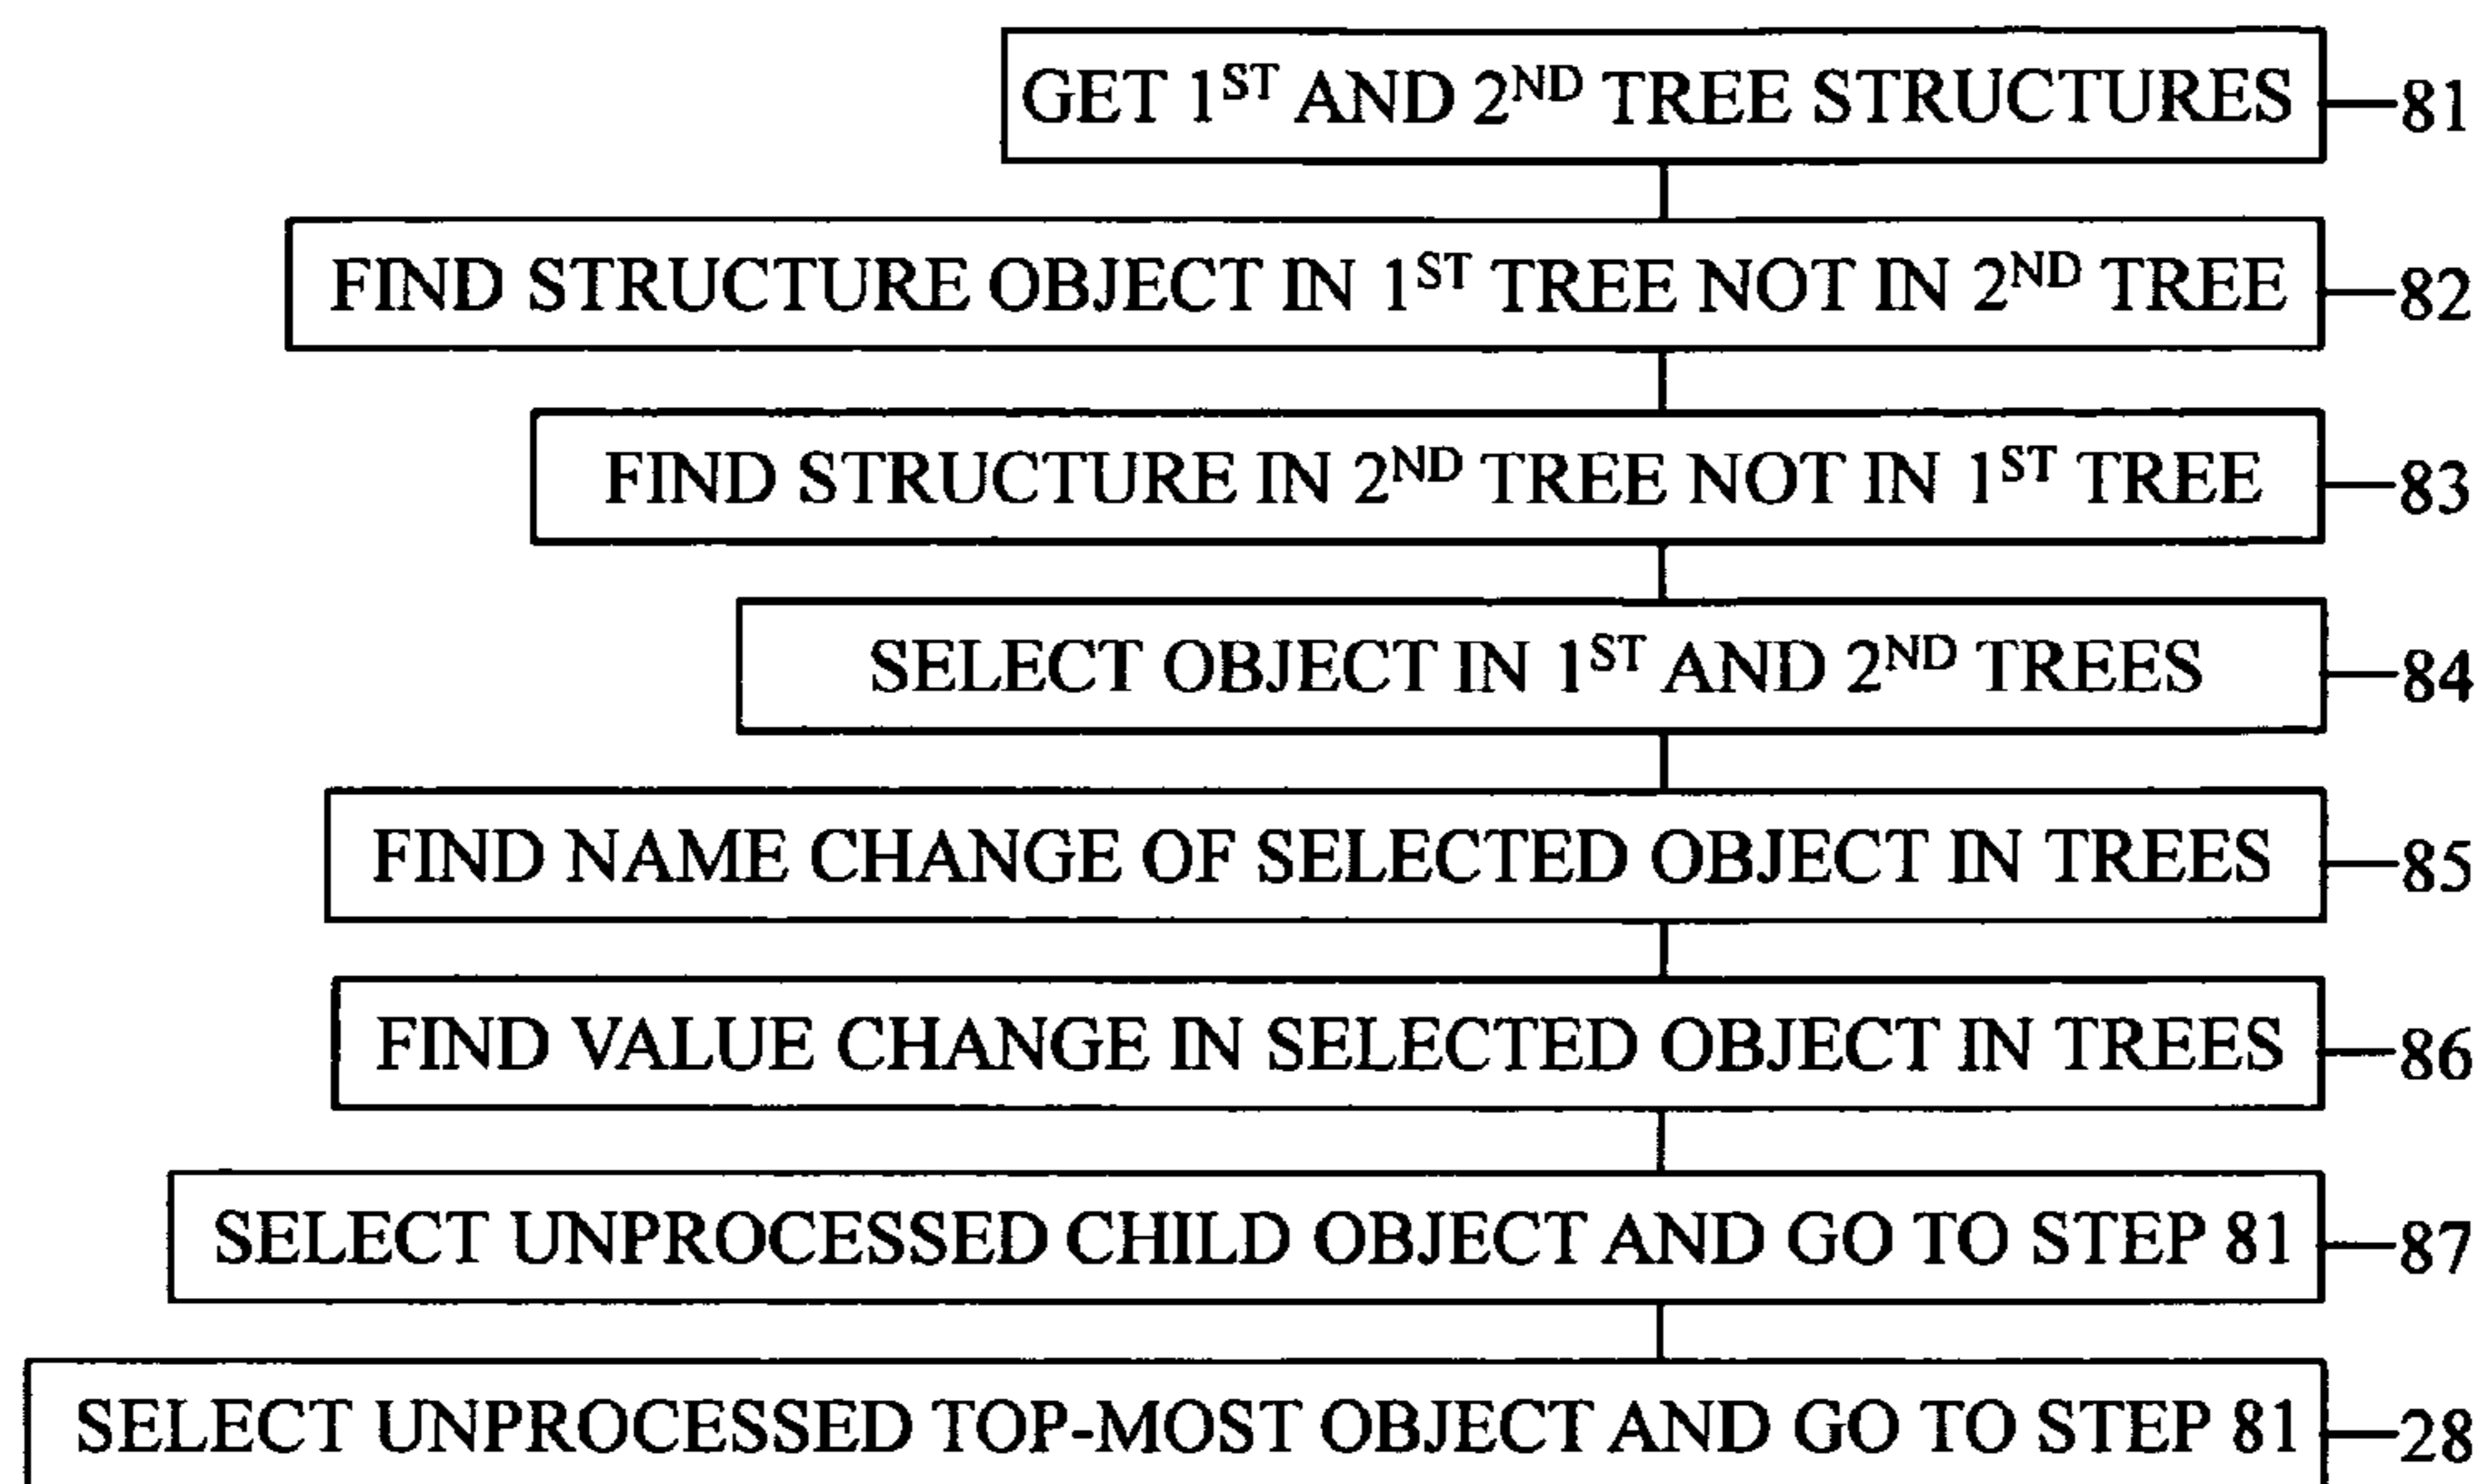 GET 1ST AND 2ND TREE STRUCTURES 81
FIND STRUCTURE OBJECT IN 1ST TREE NOT IN 2ND TREE 82
FIND STRUCTURE IN 2ND TREE NOT IN 1ST TREE 83
SELECT OBJECT IN 1ST AND 2ND TREES 84
FIND NAME CHANGE OF SELECTED OBJECT IN TREES 85
FIND VALUE CHANGE IN SELECTED OBJECT IN TREES 86
SELECT UNPROCESSED CHILD OBJECT AND GO TO STEP 81 87
SELECT UNPROCESSED TOP-MOST OBJECT AND GO TO STEP 81 28